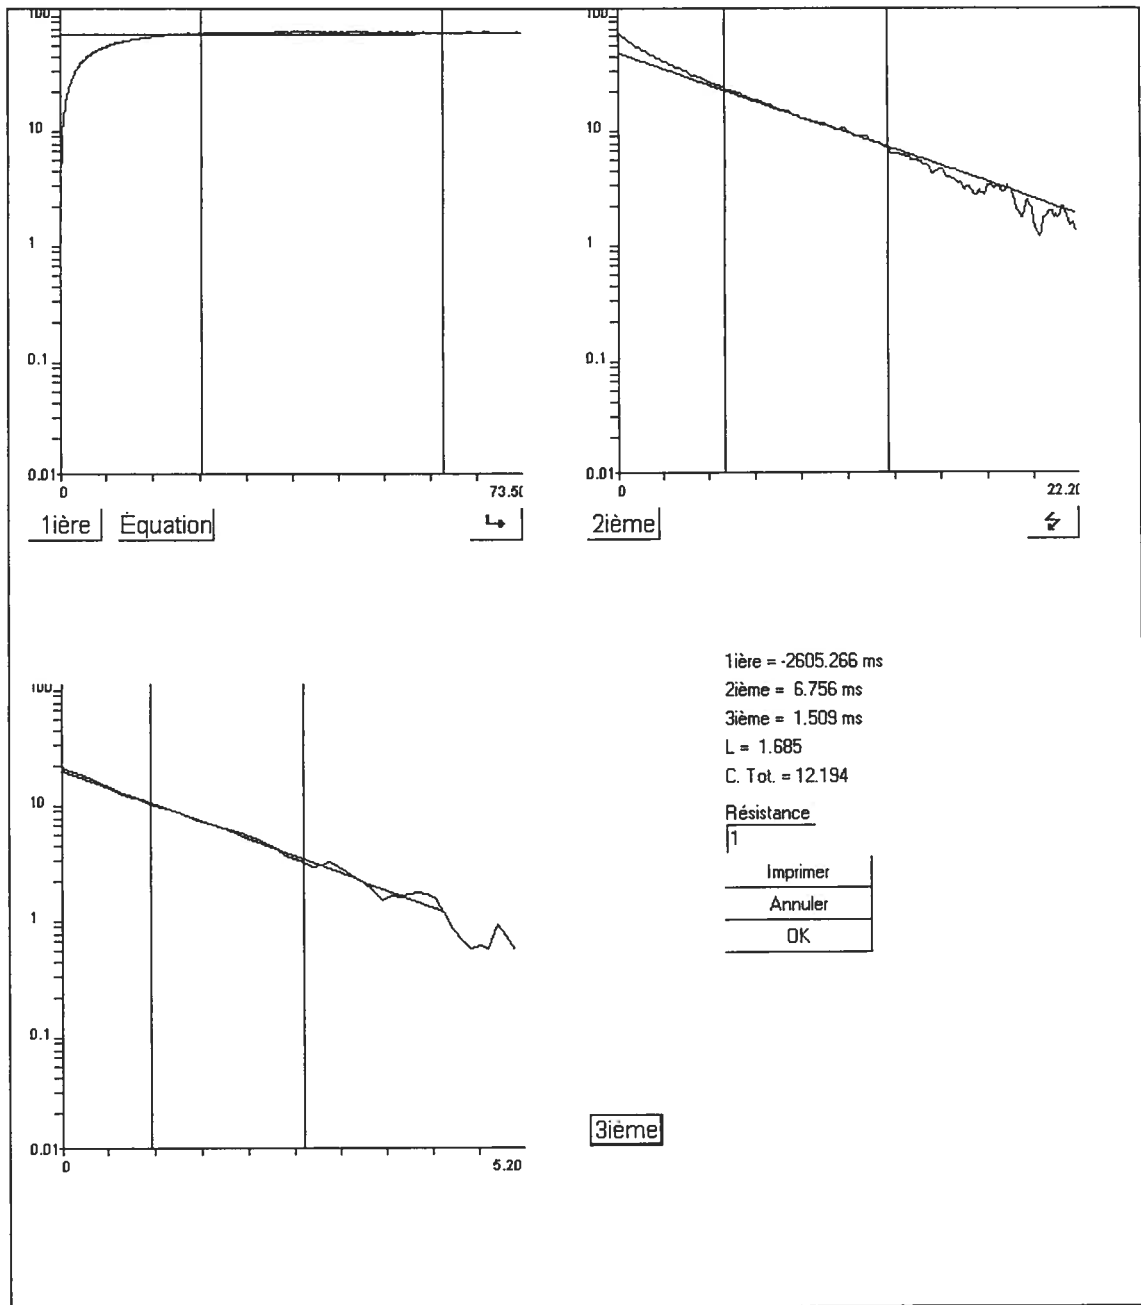 100
10
1
0.1
0.01
0
73.50
1ière
Équation
100
10
1
0.1
0.01
0
22.20
2ième
100
10
1
0.1
0.01
0
5.20
1ière = -2605.266 ms
2ième = 6.756 ms
3ième = 1.509 ms
L = 1.685
C. Tot. = 12.194
Résistance
1
Imprimer
Annuler
OK
3ième